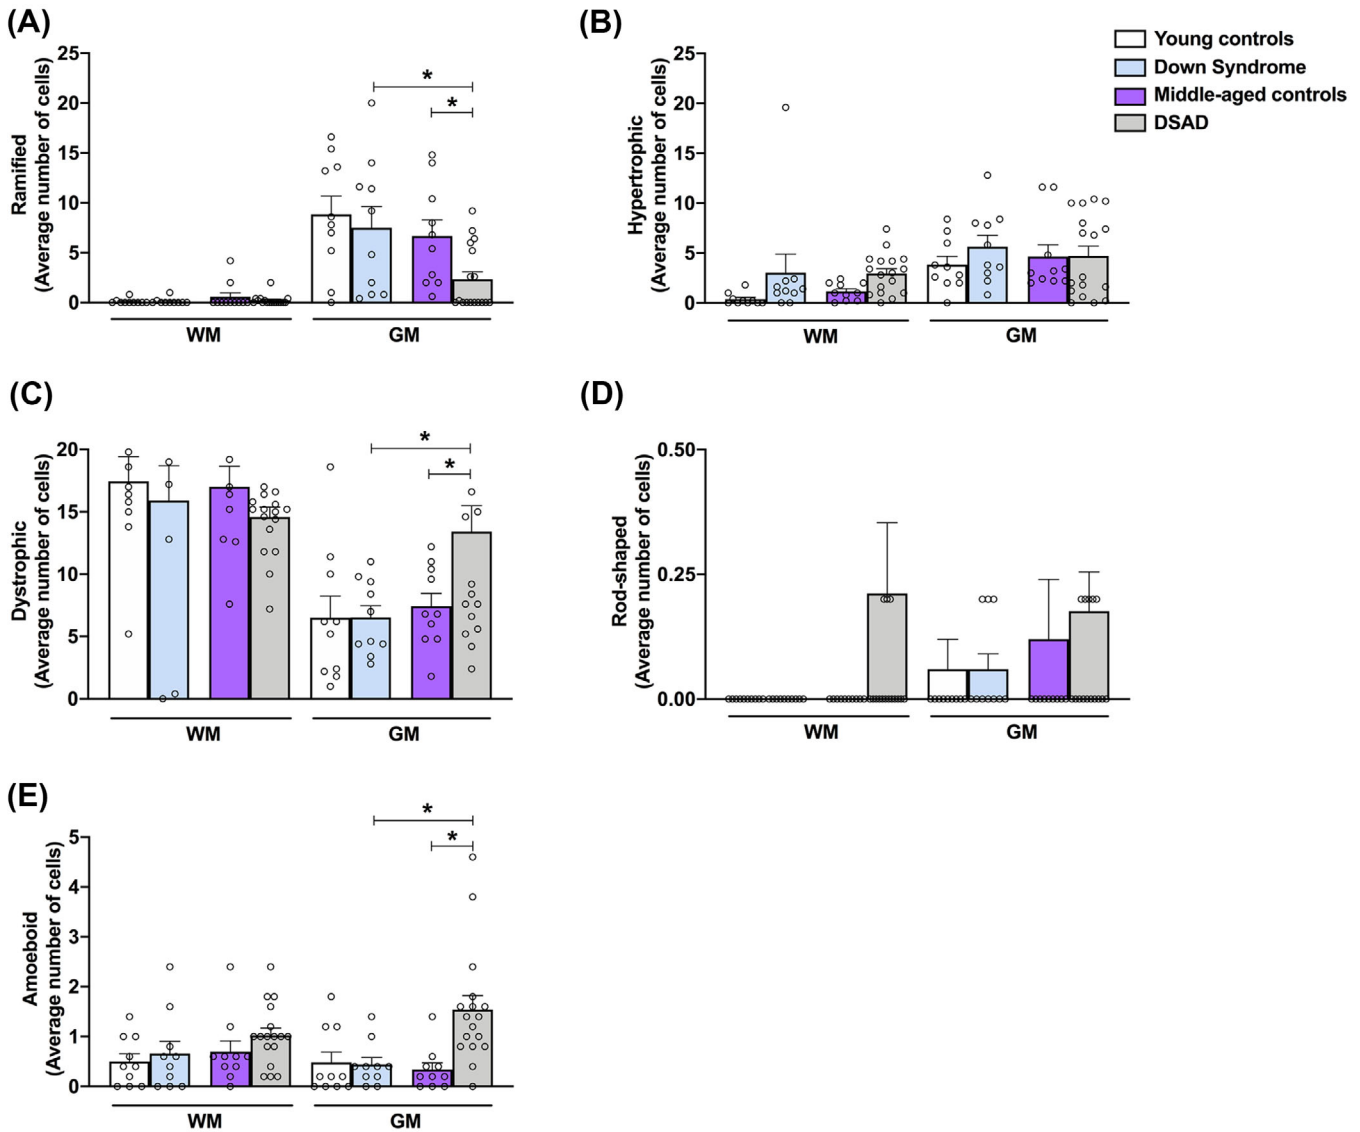 (A)
Ramified
(Average number of cells)
25
20
15
10
5
0
*
*
WM
GM
(B)
Hypertrophic
(Average number of cells)
25
20
15
10
5
0
WM
GM
Young controls
Down Syndrome
Middle-aged controls
DSAD
(C)
Dystrophic
(Average number of cells)
20
15
10
5
0
*
*
WM
GM
(D)
Rod-shaped
(Average number of cells)
0.50
0.25
0.00
WM
GM
(E)
Amoeboid
(Average number of cells)
5
4
3
2
1
0
*
*
WM
GM